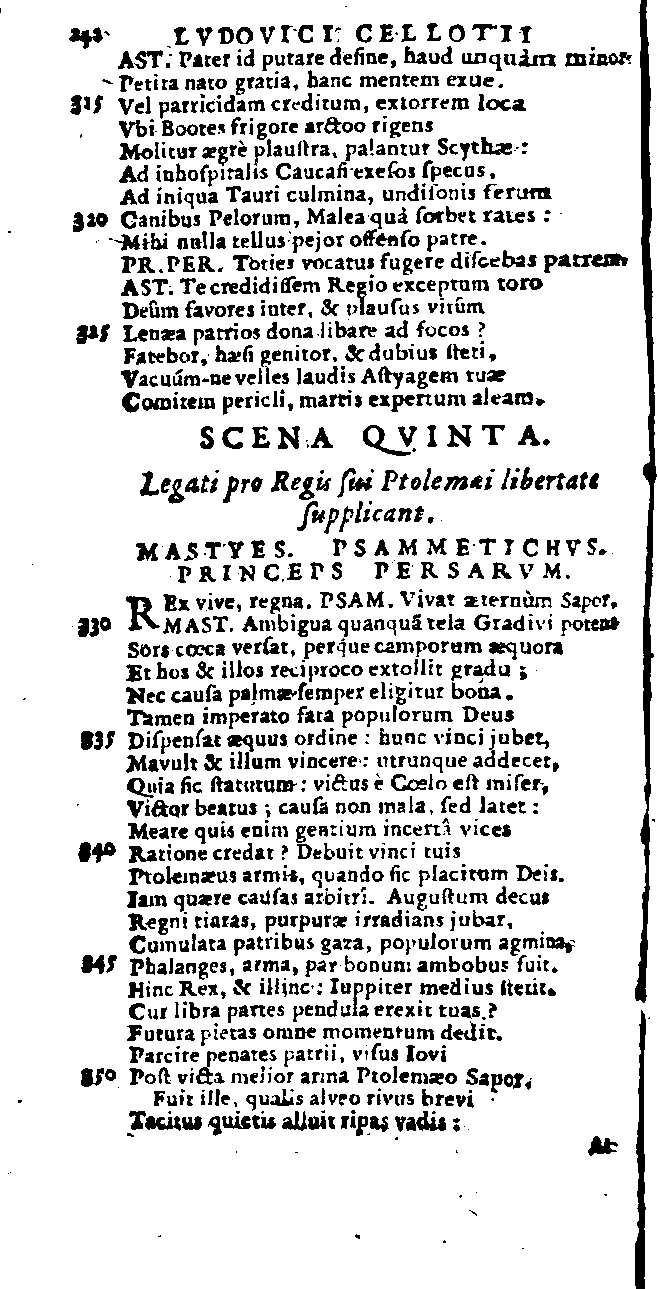 242 LVDOVICI CELLOTII
AST. Pater id putare desine, haud unquàm minor
Petita nato gratia, hanc mentem exue.
815 Vel parricidam creditum, extorrem loca
Vbi Bootes frigore arctoo rigens
Molitur ægrè plauſtra, palantur Scythæ:
Ad inhoſpitalis Caucaſi exeſos ſpecus,
Ad iniqua Tauri culmina, undiſonis ferum
820 Canibus Pelorum, Malea quà ſorbet rates:
Mihi nulla tellus pejor offenſo patre.
PR. PER. Toties vocatus fugere diſcebas patrem.
AST. Te credidiſſem Regio exceptum toro
Deûm favores inter, & plauſus virûm
825 Lenæa patrios dona libare ad focos?
Fatebor, hæſi genitor, & dubius ſteti,
Vacuúm-ne velles laudis Aſtyagem tuæ
Comitem pericli, martis expertum aleam.
SCENA QVINTA.
Legati pro Regis ſui Ptolemæi libertate
ſupplicant.
MASTYES. PSAMMETICHVS.
PRINCEPS PERSARVM.
REx vive, regna. PSAM. Vivat æternùm Sapor.
830 MAST. Ambigua quanquã tela Gradivi potens
Sors cœca verſat, perque camporum æquora
Et hos & illos reciproco extollit gradu;
Nec cauſa palmæ ſemper eligitur bona.
Tamen imperato fata populorum Deus
835 Diſpenſat æquus ordine: hunc vinci jubet,
Mavult & illum vincere: utrunque addecet,
Quia ſic ſtatutum: victus è Cœlo eſt miſer,
Victor beatus; cauſa non mala, ſed latet:
Meare quis enim gentium incertâ vices
840 Ratione credat? Debuit vinci tuis
Ptolemæus armis, quando ſic placitum Deis.
Iam quære cauſas arbitri. Auguſtum decus
Regni tiaras, purpuræ irradians jubar,
Cumulata patribus gaza, populorum agmina,
845 Phalanges, arma, par bonum ambobus fuit.
Hinc Rex, & illinc: Iuppiter medius ſtetit.
Cur libra partes pendula erexit tuas?
Futura pietas omne momentum dedit.
Parcire penates patrii, viſus Iovi
850 Poſt victa melior arma Ptolemæo Sapor,
Fuit ille, qualis alveo rivus brevi
Tacitus quietis alluit ripas vadis:
At